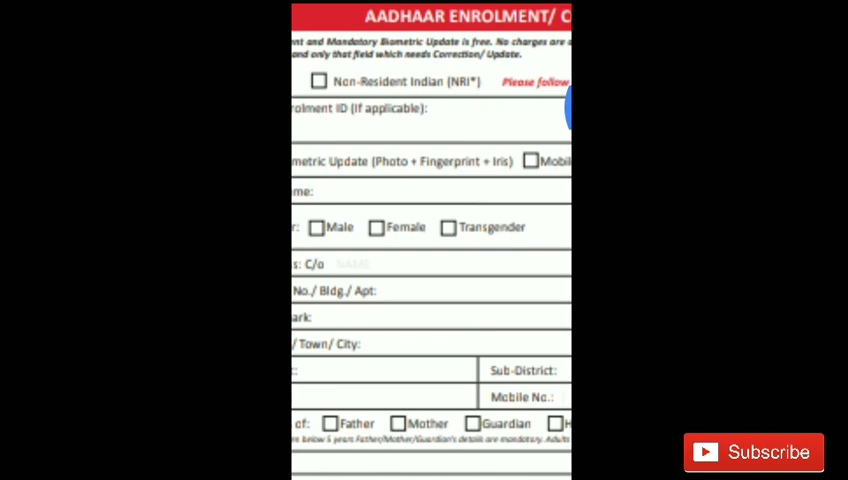 AADHAAR ENROLMENT/ C
and Mandatory Biometric Update is free. No charges are
and only that field which needs Correction/ Update.
Non-Resident Indian (NRI*) Please follow
rolment ID (If applicable):
metric Update (Photo + Fingerprint + Iris) Mobil
me:
r: Male Female Transgender
s: C/o NAME
No./ Bldg./ Apt:
ark:
/ Town/ City:
t: Sub-District:
Mobile No.:
of: Father Mother Guardian H
below 5 years Father/Mother/Guardian's details are mandatory. Adults
Subscribe